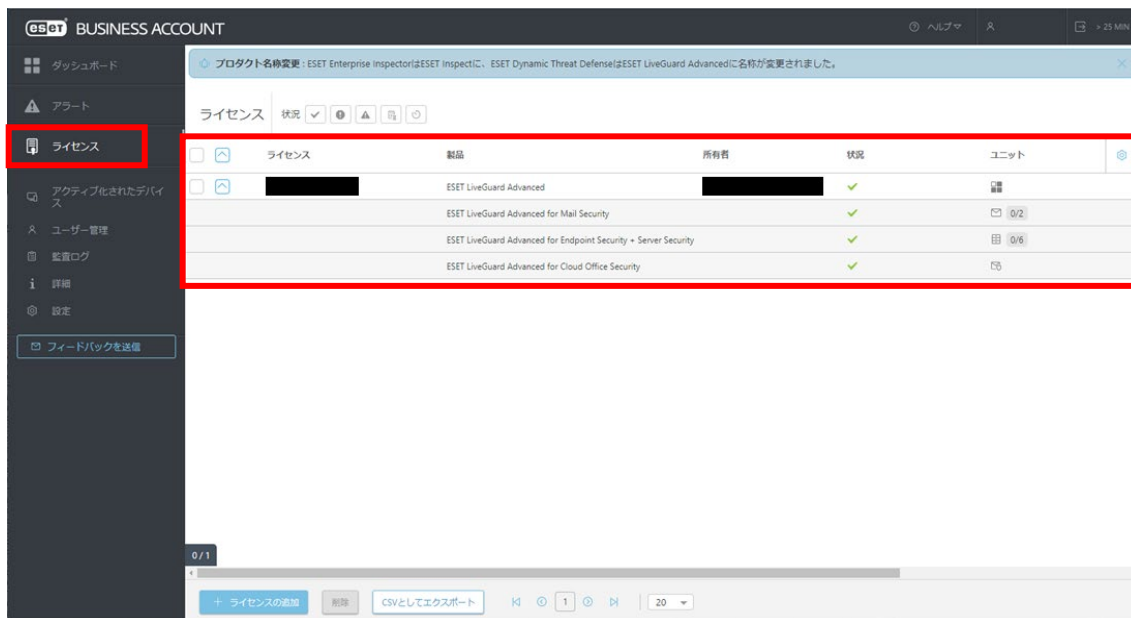 eset BUSINESS ACCOUNT
ヘルプ
> 25 MIN
ダッシュボード
アラート
ライセンス
アクティブ化されたデバイ
ス
ユーザー管理
監査ログ
詳細
設定
フィードバックを送信
プロダクト名称変更 : ESET Enterprise InspectorはESET Inspectに、ESET Dynamic Threat DefenseはESET LiveGuard Advancedに名称が変更されました。
ライセンス 状況
ライセンス 製品 所有者 状況 ユニット
ESET LiveGuard Advanced
ESET LiveGuard Advanced for Mail Security 0/2
ESET LiveGuard Advanced for Endpoint Security + Server Security 0/6
ESET LiveGuard Advanced for Cloud Office Security
0/1
+ ライセンスの追加 削除 CSVとしてエクスポート 1 20